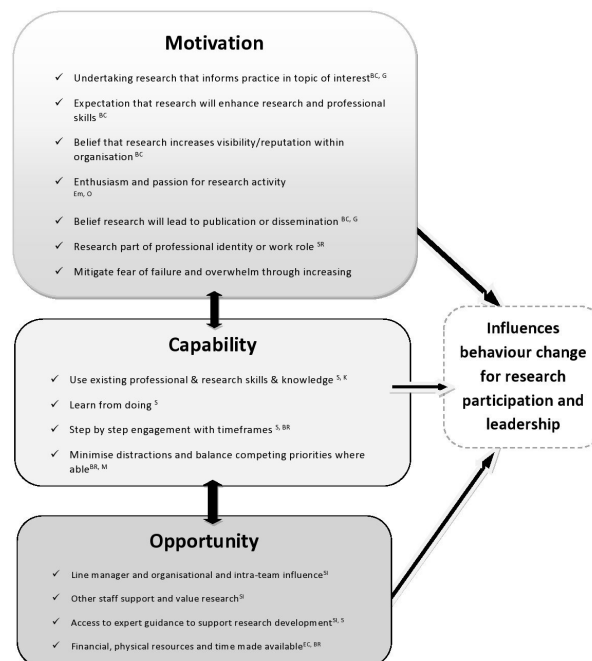 Motivation
✓ Undertaking research that informs practice in topic of interest BC, G
✓ Expectation that research will enhance research and professional
skills BC
✓ Belief that research increases visibility/reputation within
organisation BC
✓ Enthusiasm and passion for research activity
Em, O
✓ Belief research will lead to publication or dissemination BC, G
✓ Research part of professional identity or work role SR
✓ Mitigate fear of failure and overwhelm through increasing
Capability
✓ Use existing professional & research skills & knowledge S, K
✓ Learn from doing S
✓ Step by step engagement with timeframes S, BR
✓ Minimise distractions and balance competing priorities where
able BR, M
Influences
behaviour change
for research
participation and
leadership
Opportunity
✓ Line manager and organisational and intra-team influence SI
✓ Other staff support and value research SI
✓ Access to expert guidance to support research development SI, S
✓ Financial, physical resources and time made available EC, BR